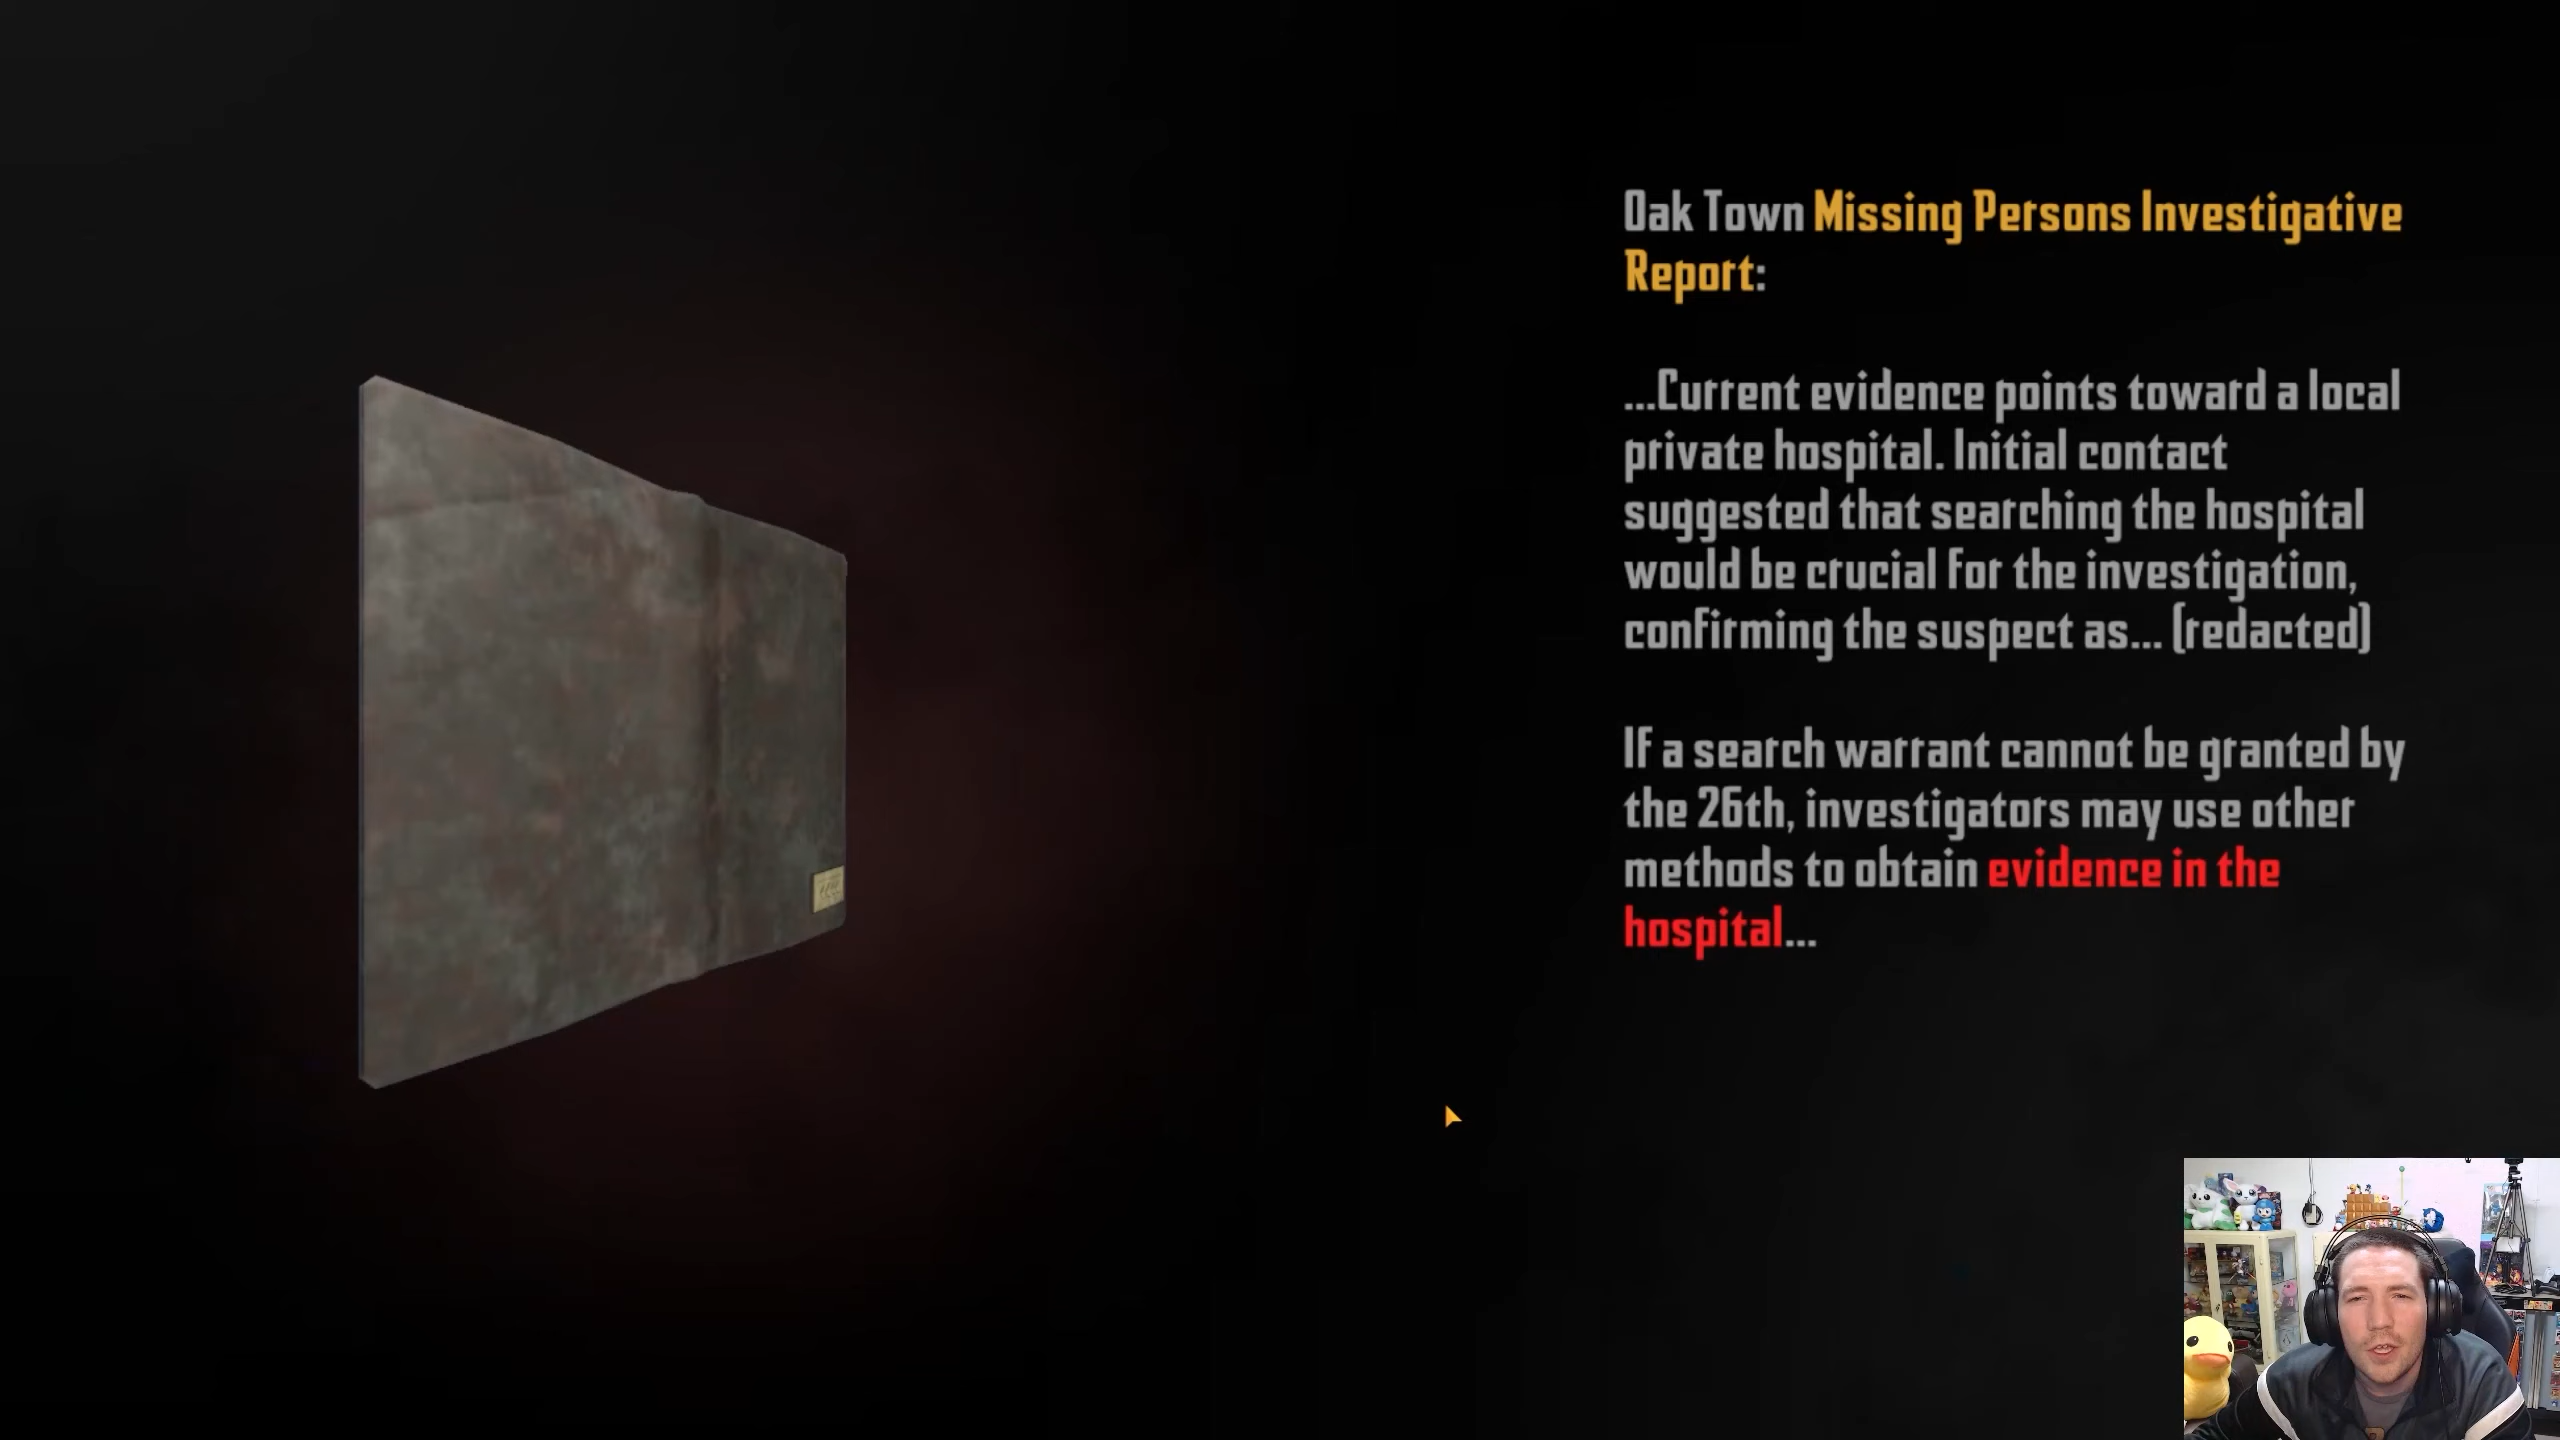 Oak Town Missing Persons Investigative
Report:
...Current evidence points toward a local
private hospital. Initial contact
suggested that searching the hospital
would be crucial for the investigation,
confirming the suspect as... (redacted)
If a search warrant cannot be granted by
the 26th, investigators may use other
methods to obtain evidence in the
hospital...